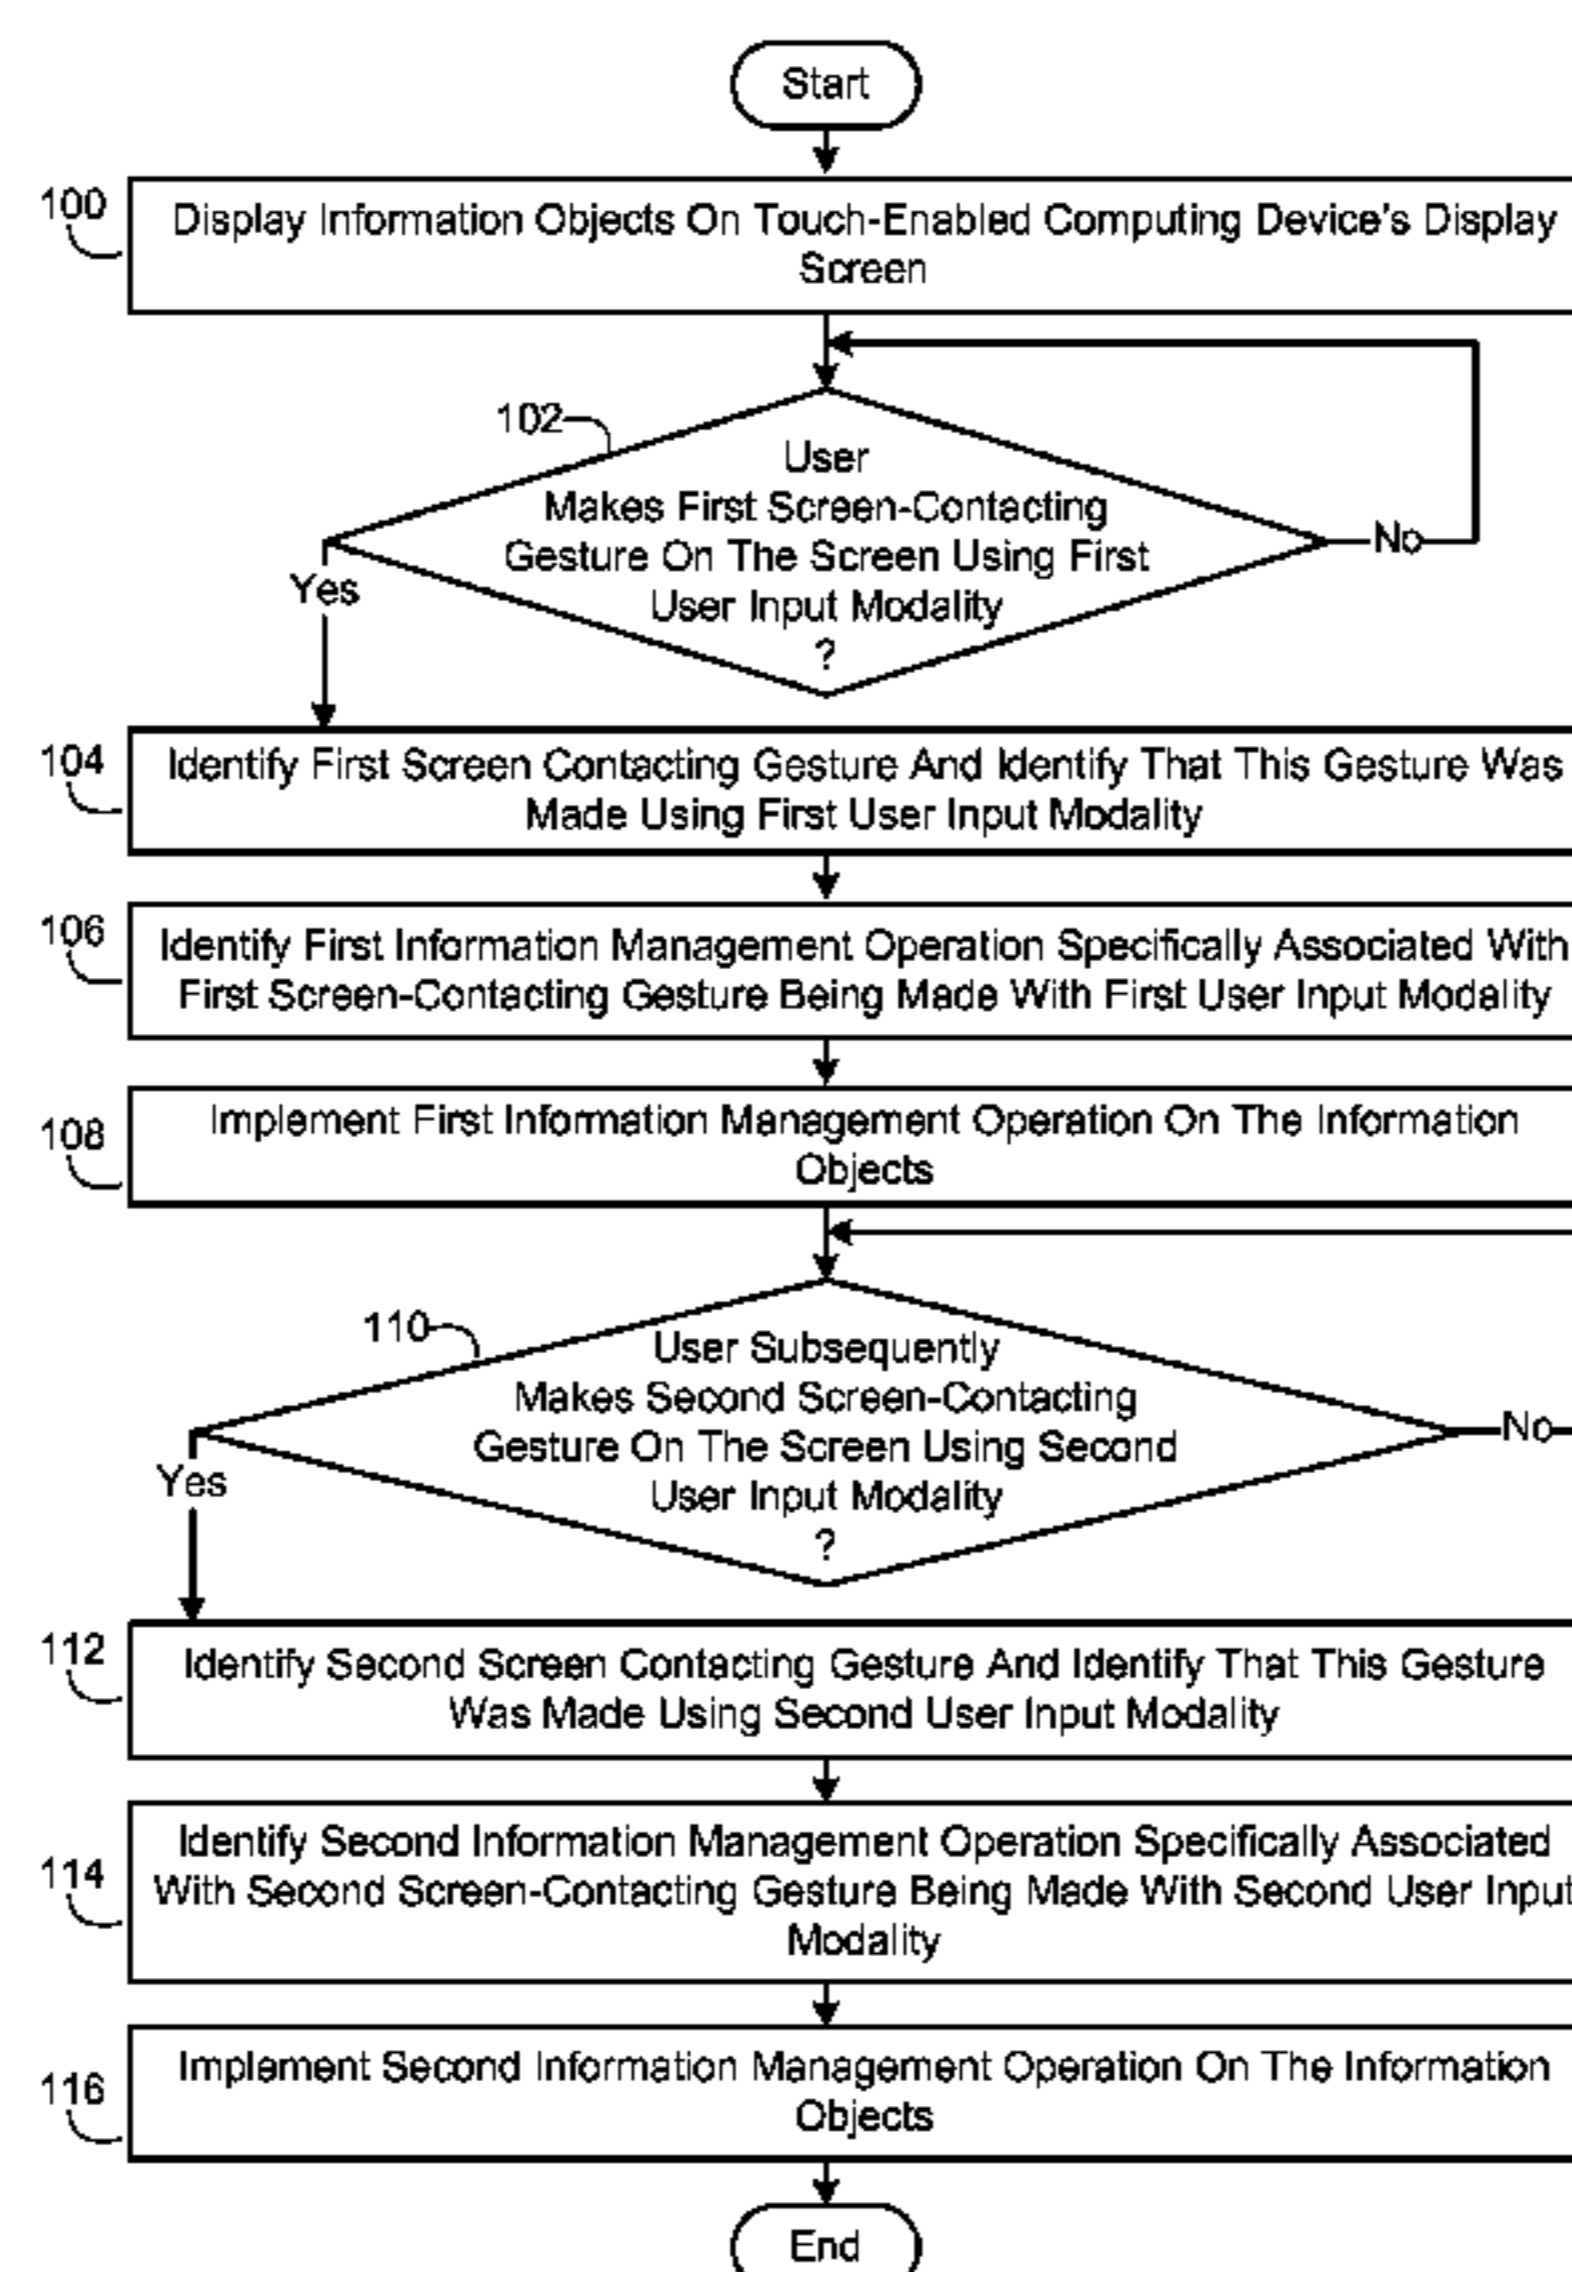 Start
100
Display Information Objects On Touch-Enabled Computing Device's Display
Screen
102
User
Makes First Screen-Contacting
Gesture On The Screen Using First
User Input Modality
?
No
Yes
104
Identify First Screen Contacting Gesture And Identify That This Gesture Was
Made Using First User Input Modality
106
Identify First Information Management Operation Specifically Associated With
First Screen-Contacting Gesture Being Made With First User Input Modality
108
Implement First Information Management Operation On The Information
Objects
110
User Subsequently
Makes Second Screen-Contacting
Gesture On The Screen Using Second
User Input Modality
?
No
Yes
112
Identify Second Screen Contacting Gesture And Identify That This Gesture
Was Made Using Second User Input Modality
114
Identify Second Information Management Operation Specifically Associated
With Second Screen-Contacting Gesture Being Made With Second User Input
Modality
116
Implement Second Information Management Operation On The Information
Objects
End